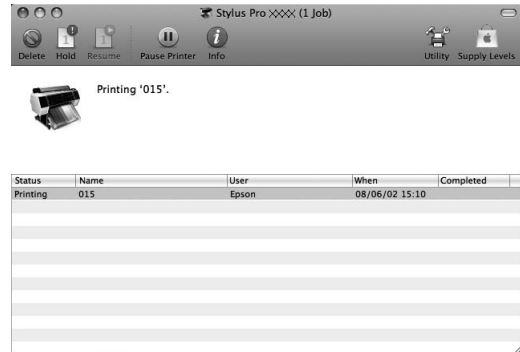 Stylus Pro XXXX (1 Job)
Delete Hold Resume Pause Printer Info Utility Supply Levels
Printing '015'.
Status Name User When Completed
Printing 015 Epson 08/06/02 15:10